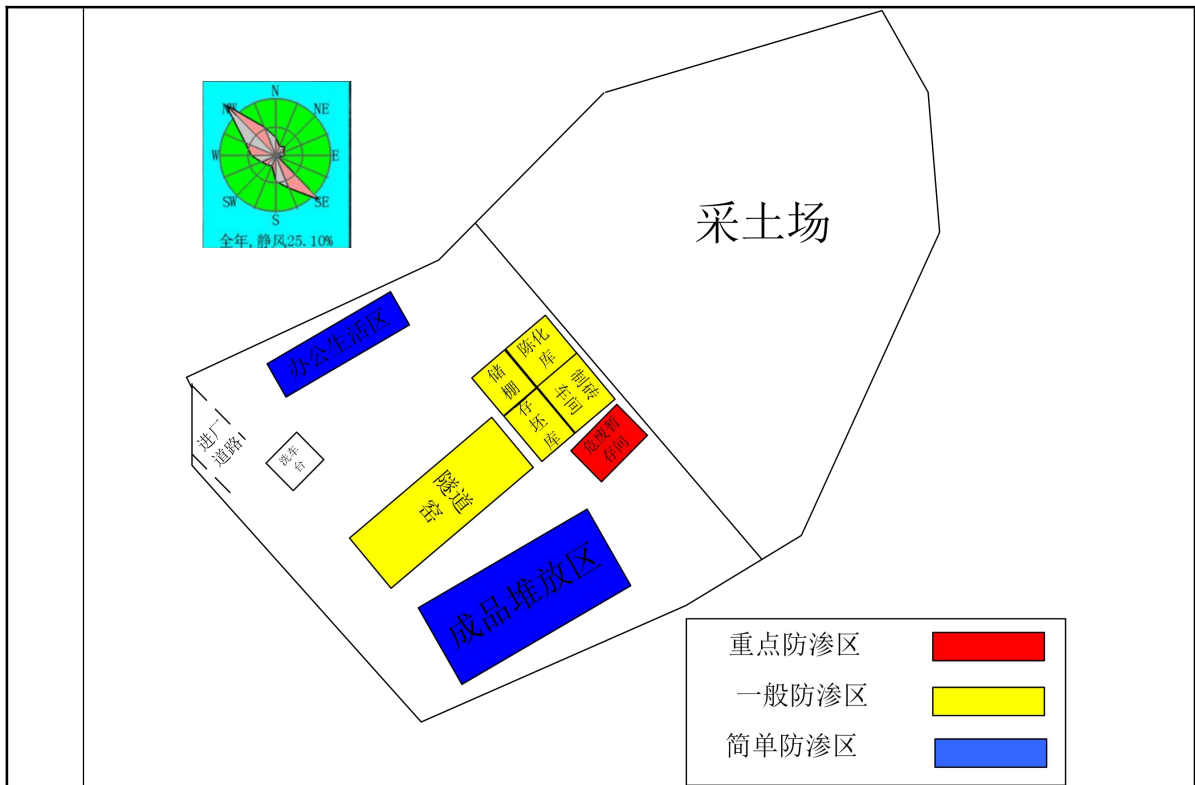 N
NW
NE
W
E
SW
SE
S
全年,静风25.10%
采土场
办公生活区
陈化
库
储
棚
制砖
车间
存
坯
库
危废暂
存间
进厂
道路
洗车
台
隧道
窑
成品堆放区
重点防渗区
一般防渗区
简单防渗区